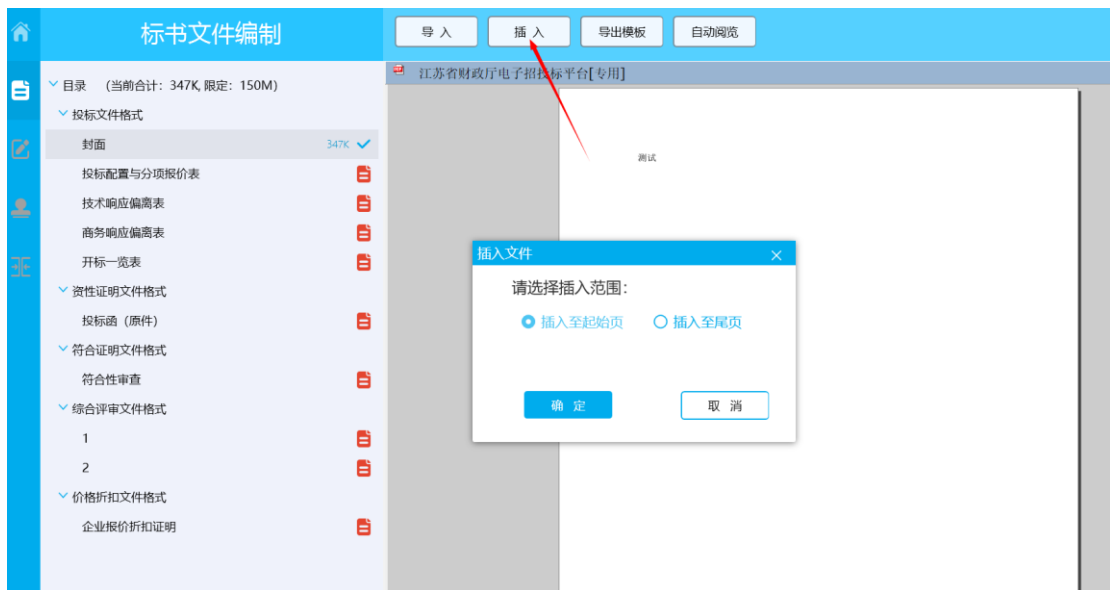 标书文件编制
导 入
插 入
导出模板
自动阅览
江苏省财政厅电子招投标平台[专用]
目录 (当前合计：347K, 限定：150M)
投标文件格式
封面 347K
投标配置与分项报价表
技术响应偏离表
商务响应偏离表
开标一览表
资性证明文件格式
投标函（原件）
符合证明文件格式
符合性审查
综合评审文件格式
1
2
价格折扣文件格式
企业报价折扣证明
测试
插入文件
请选择插入范围：
插入至起始页
插入至尾页
确 定
取 消